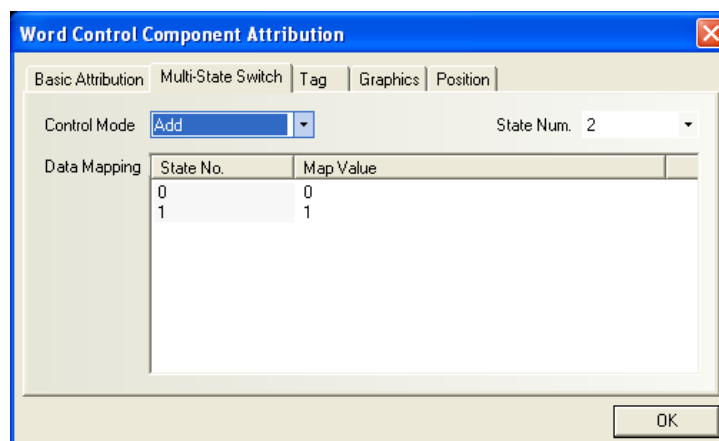 Word Control Component Attribution
Basic Attribution Multi-State Switch Tag Graphics Position
Control Mode Add State Num. 2
Data Mapping State No. Map Value
0 0
1 1
OK